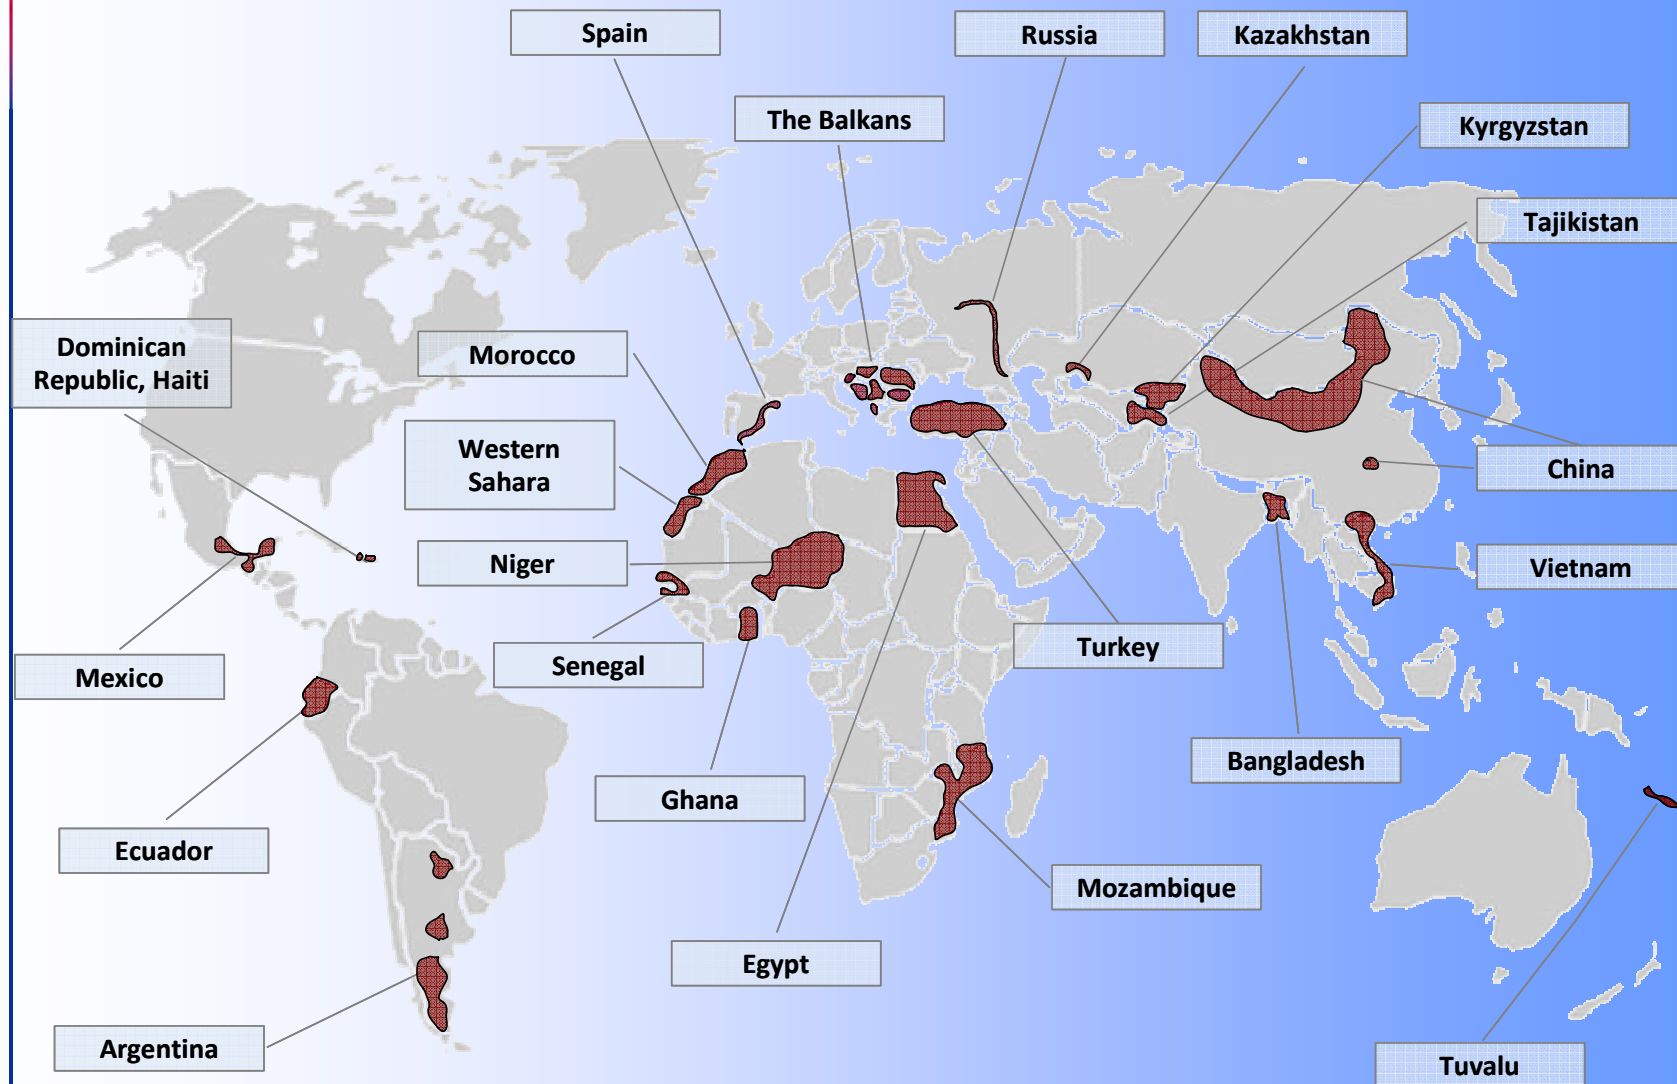 Spain
Russia
Kazakhstan
The Balkans
Kyrgyzstan
Tajikistan
Dominican
Republic, Haiti
Morocco
Western
Sahara
China
Niger
Vietnam
Turkey
Senegal
Mexico
Bangladesh
Ghana
Ecuador
Mozambique
Egypt
Argentina
Tuvalu